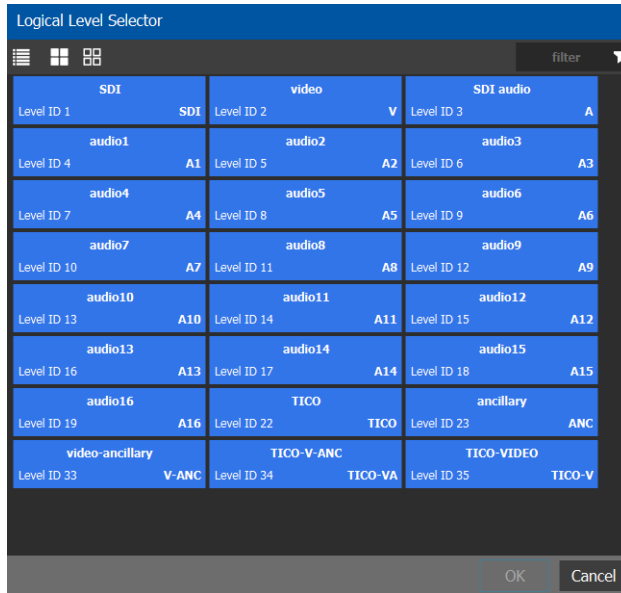 Logical Level Selector
filter
SDI video SDI audio
Level ID 1 SDI Level ID 2 V Level ID 3 A
audio1 audio2 audio3
Level ID 4 A1 Level ID 5 A2 Level ID 6 A3
audio4 audio5 audio6
Level ID 7 A4 Level ID 8 A5 Level ID 9 A6
audio7 audio8 audio9
Level ID 10 A7 Level ID 11 A8 Level ID 12 A9
audio10 audio11 audio12
Level ID 13 A10 Level ID 14 A11 Level ID 15 A12
audio13 audio14 audio15
Level ID 16 A13 Level ID 17 A14 Level ID 18 A15
audio16 TICO ancillary
Level ID 19 A16 Level ID 22 TICO Level ID 23 ANC
video-ancillary TICO-V-ANC TICO-VIDEO
Level ID 33 V-ANC Level ID 34 TICO-VA Level ID 35 TICO-V
OK Cancel